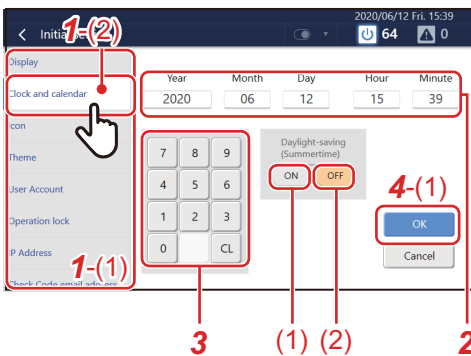 2020/06/12 Fri. 15:39
Initial
64
0
1-(2)
Display
Clock and calendar
Icon
Theme
User Account
Operation lock
IP Address
Check Code email address
1-(1)
Year Month Day Hour Minute
2020 06 12 15 39
7 8 9
4 5 6
1 2 3
0 CL
Daylight-saving
(Summertime)
ON OFF
4-(1)
OK
Cancel
3 (1) (2) 2